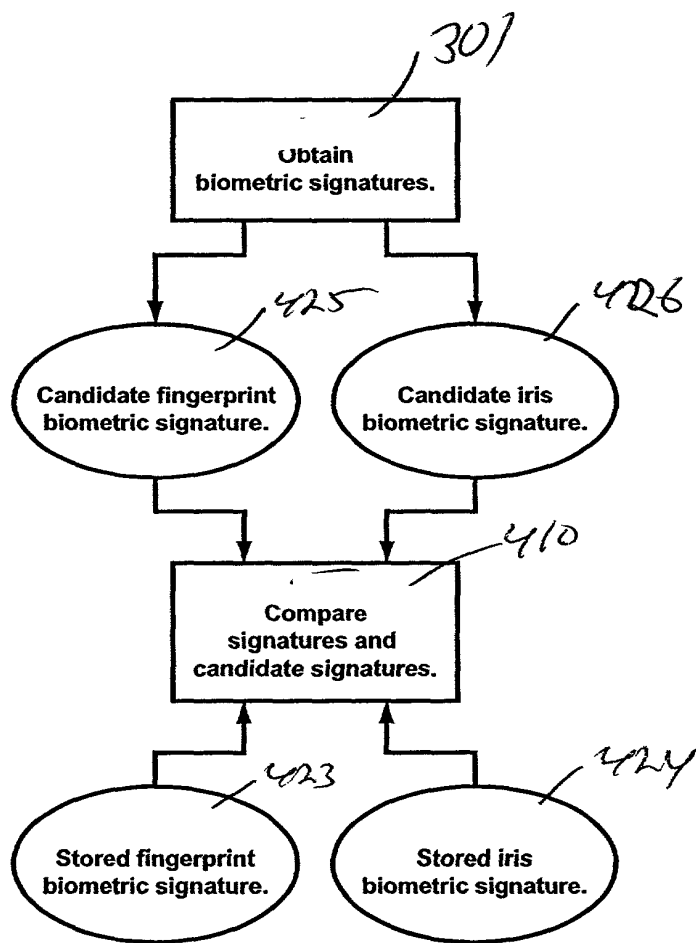 301
Obtain
biometric signatures.
425
426
Candidate fingerprint
biometric signature.
Candidate iris
biometric signature.
410
Compare
signatures and
candidate signatures.
423
424
Stored fingerprint
biometric signature.
Stored iris
biometric signature.